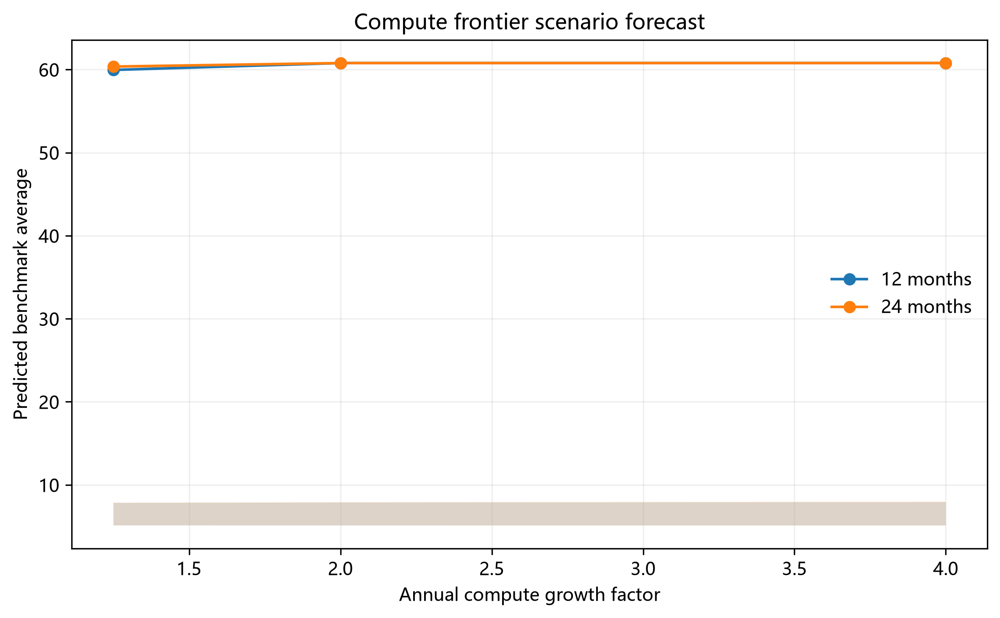 Compute frontier scenario forecast
Predicted benchmark average
60
50
40
30
20
10
12 months
24 months
1.5
2.0
2.5
3.0
3.5
4.0
Annual compute growth factor